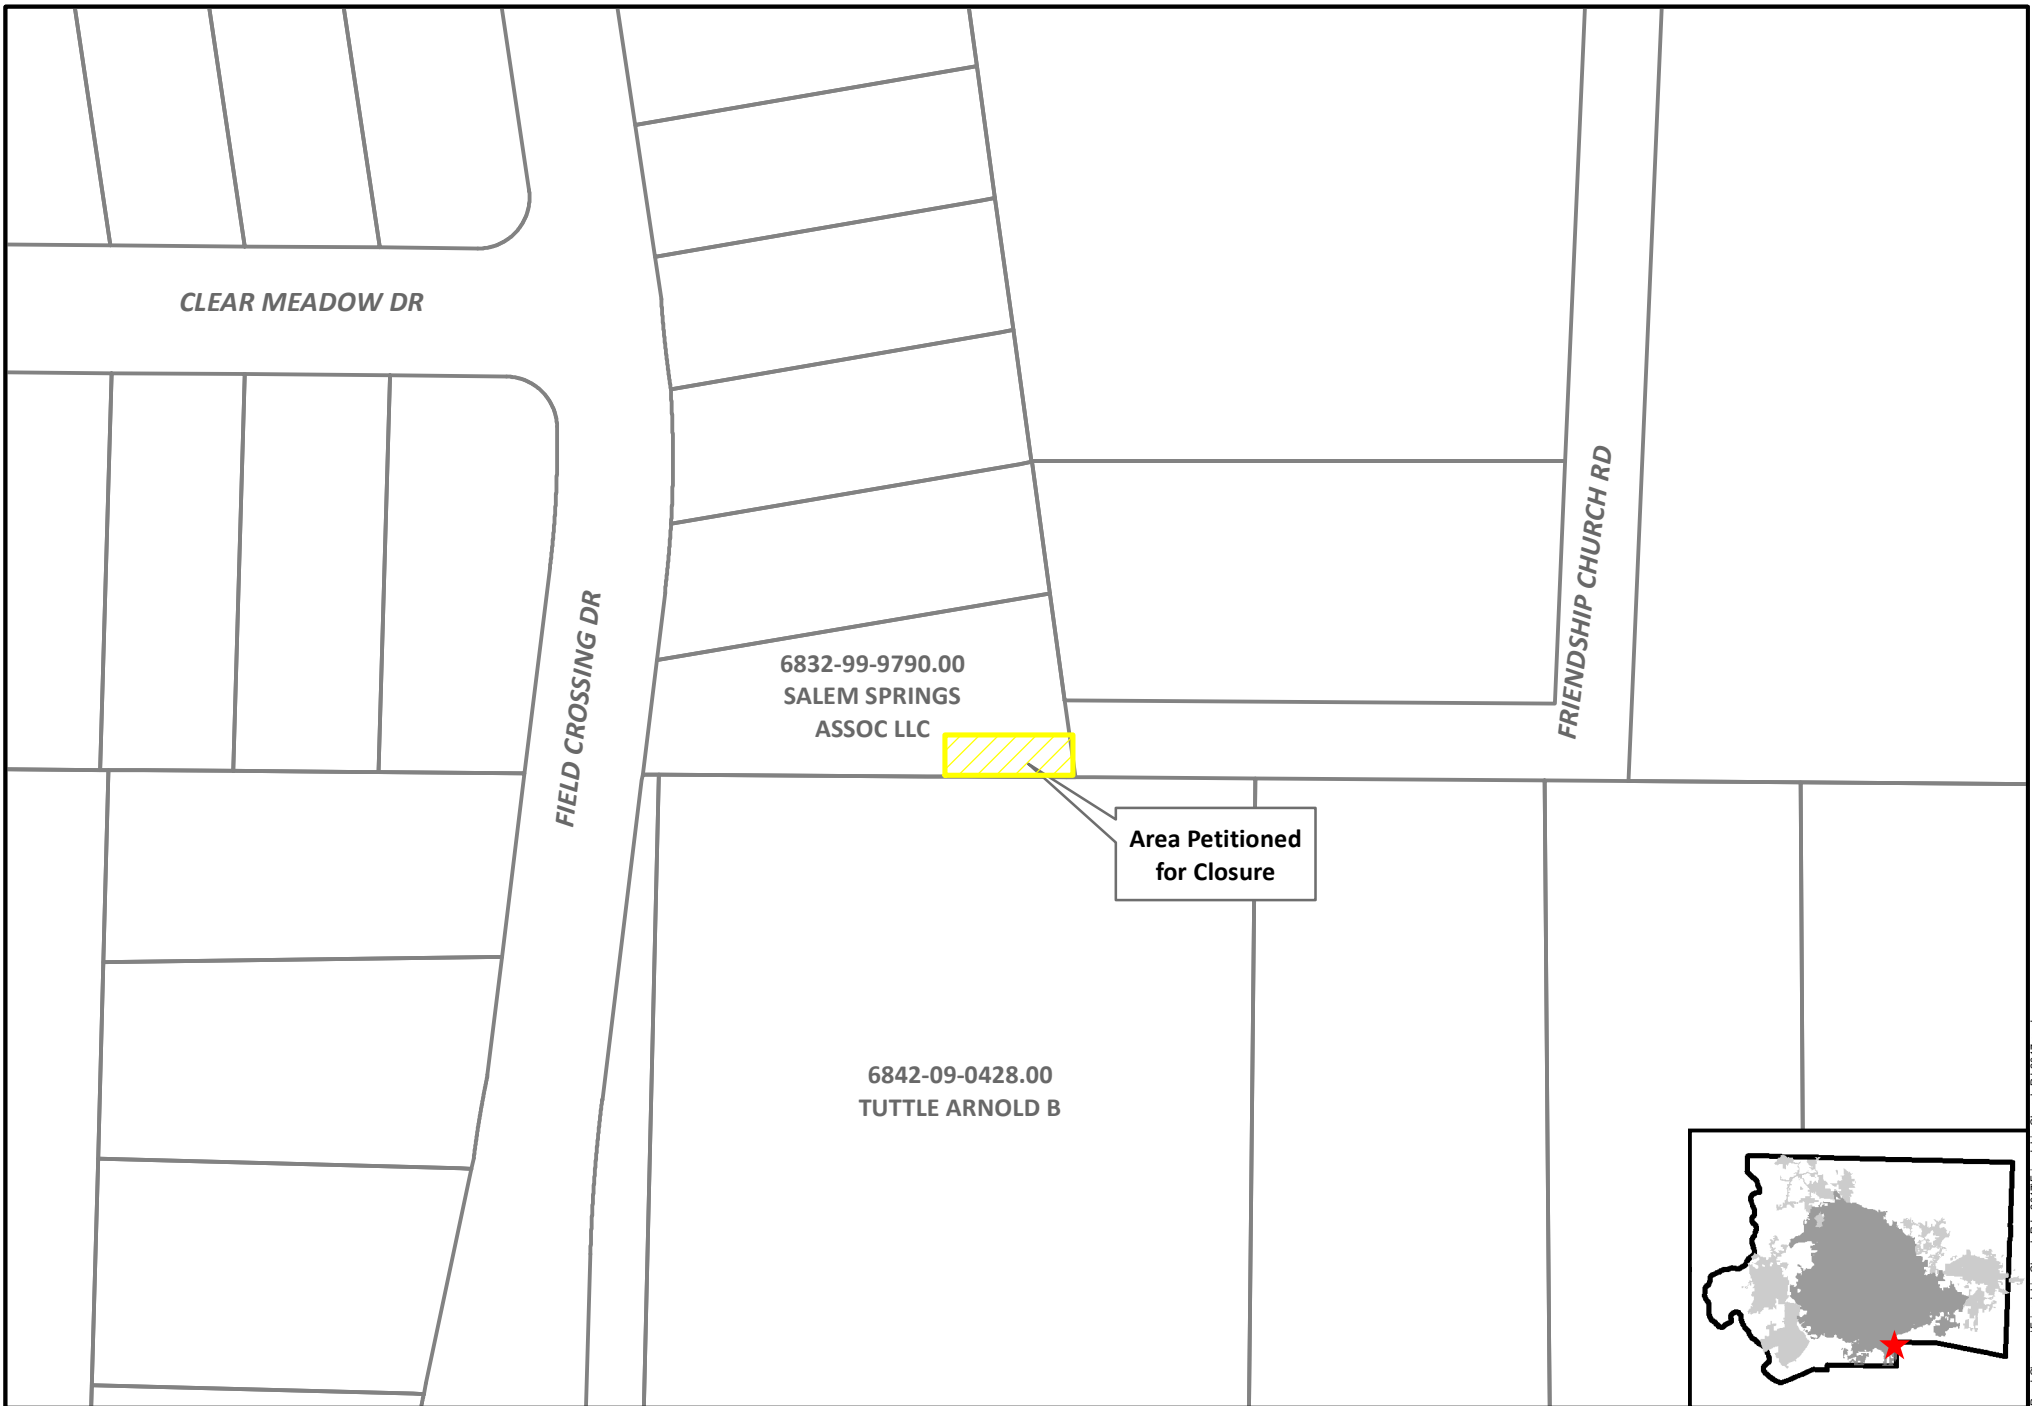 CLEAR MEADOW DR
FRIENDSHIP CHURCH RD
FIELD CROSSING DR
6832-99-9790.00
SALEM SPRINGS
ASSOC LLC
Area Petitioned
for Closure
6842-09-0428.00
TUTTLE ARNOLD B